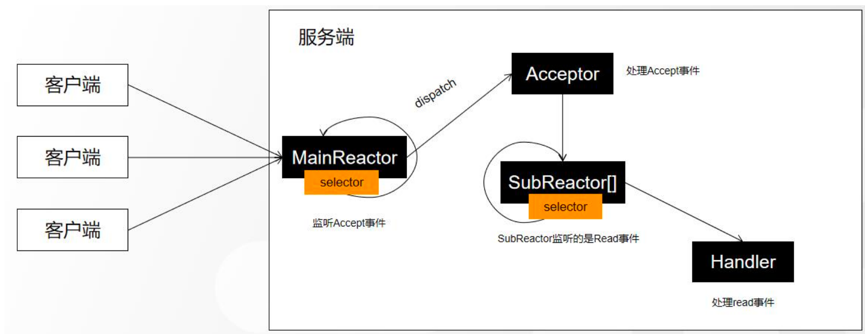 服务端
客户端
客户端
客户端
MainReactor
selector
监听Accept事件
dispatch
Acceptor
处理Accept事件
SubReactor[]
selector
SubReactor监听的是Read事件
Handler
处理read事件